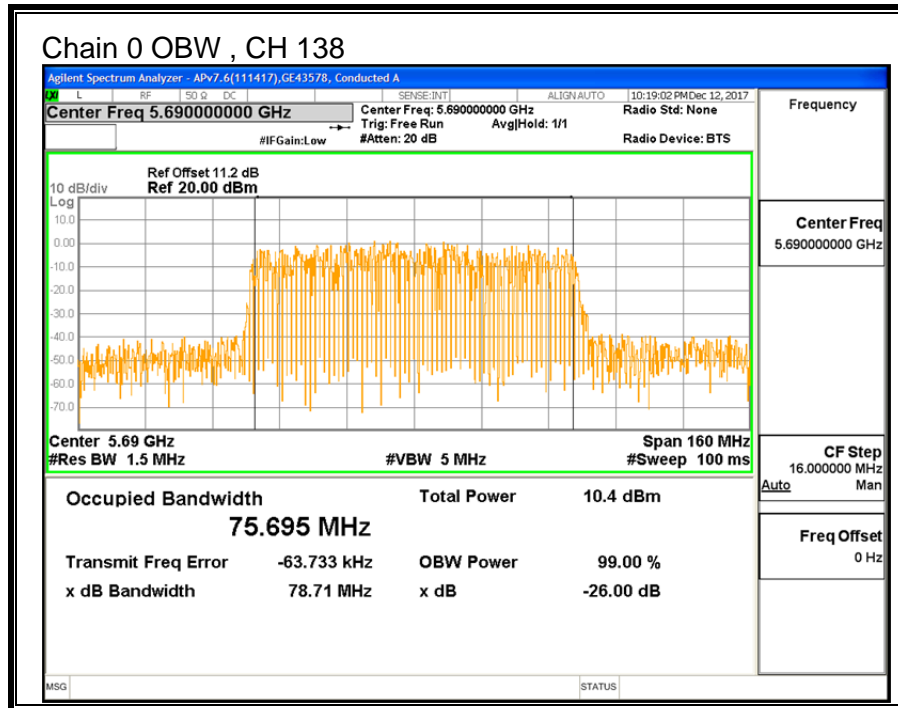 Chain 0 OBW , CH 138
Agilent Spectrum Analyzer - APv7.6(111417),GE43578, Conducted A
LXI L RF 50 Ω DC SENSE:INT ALIGN AUTO 10:19:02 PM Dec 12, 2017
Center Freq 5.690000000 GHz
Center Freq: 5.690000000 GHz
Radio Std: None
Trig: Free Run Avg|Hold: 1/1
#IFGain:Low
#Atten: 20 dB
Radio Device: BTS
Ref Offset 11.2 dB
10 dB/div Ref 20.00 dBm
Log
10.0
0.00
-10.0
-20.0
-30.0
-40.0
-50.0
-60.0
-70.0
Center 5.69 GHz Span 160 MHz
#Res BW 1.5 MHz #VBW 5 MHz #Sweep 100 ms
Occupied Bandwidth Total Power 10.4 dBm
75.695 MHz
Transmit Freq Error -63.733 kHz OBW Power 99.00 %
x dB Bandwidth 78.71 MHz x dB -26.00 dB
MSG STATUS
Frequency
Center Freq
5.690000000 GHz
CF Step
16.000000 MHz
Auto Man
Freq Offset
0 Hz